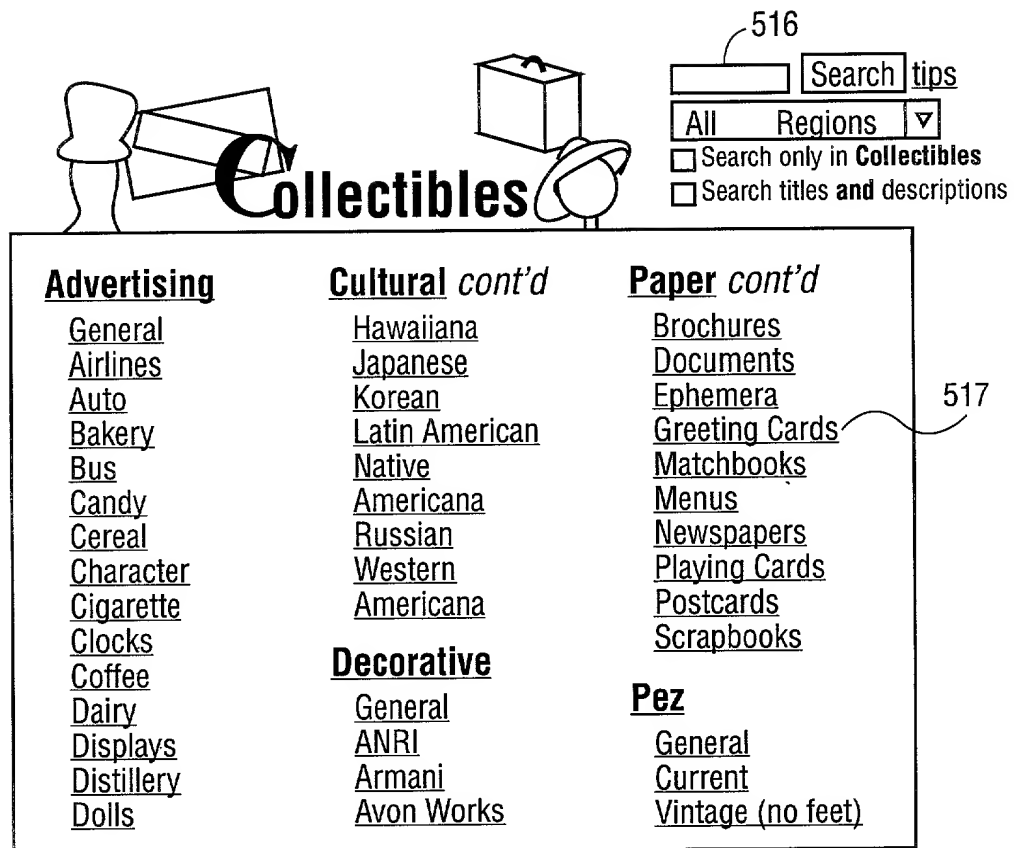 516
Search tips
All Regions
Search only in Collectibles
Search titles and descriptions
Collectibles
Advertising
General
Airlines
Auto
Bakery
Bus
Candy
Cereal
Character
Cigarette
Clocks
Coffee
Dairy
Displays
Distillery
Dolls
Cultural cont'd
Hawaiiana
Japanese
Korean
Latin American
Native
Americana
Russian
Western
Americana
Decorative
General
ANRI
Armani
Avon Works
Paper cont'd
Brochures
Documents
Ephemera
Greeting Cards
Matchbooks
Menus
Newspapers
Playing Cards
Postcards
Scrapbooks
Pez
General
Current
Vintage (no feet)
517